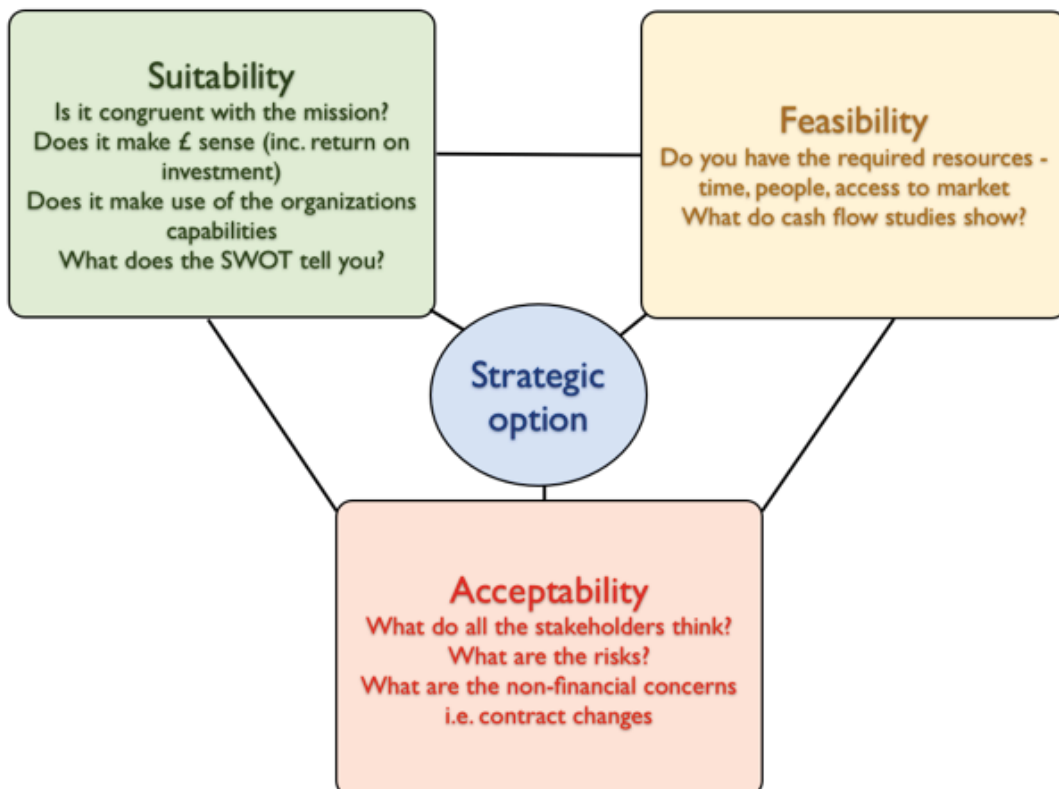 Suitability
Is it congruent with the mission?
Does it make £ sense (inc. return on
investment)
Does it make use of the organizations
capabilities
What does the SWOT tell you?
Feasibility
Do you have the required resources -
time, people, access to market
What do cash flow studies show?
Strategic
option
Acceptability
What do all the stakeholders think?
What are the risks?
What are the non-financial concerns
i.e. contract changes